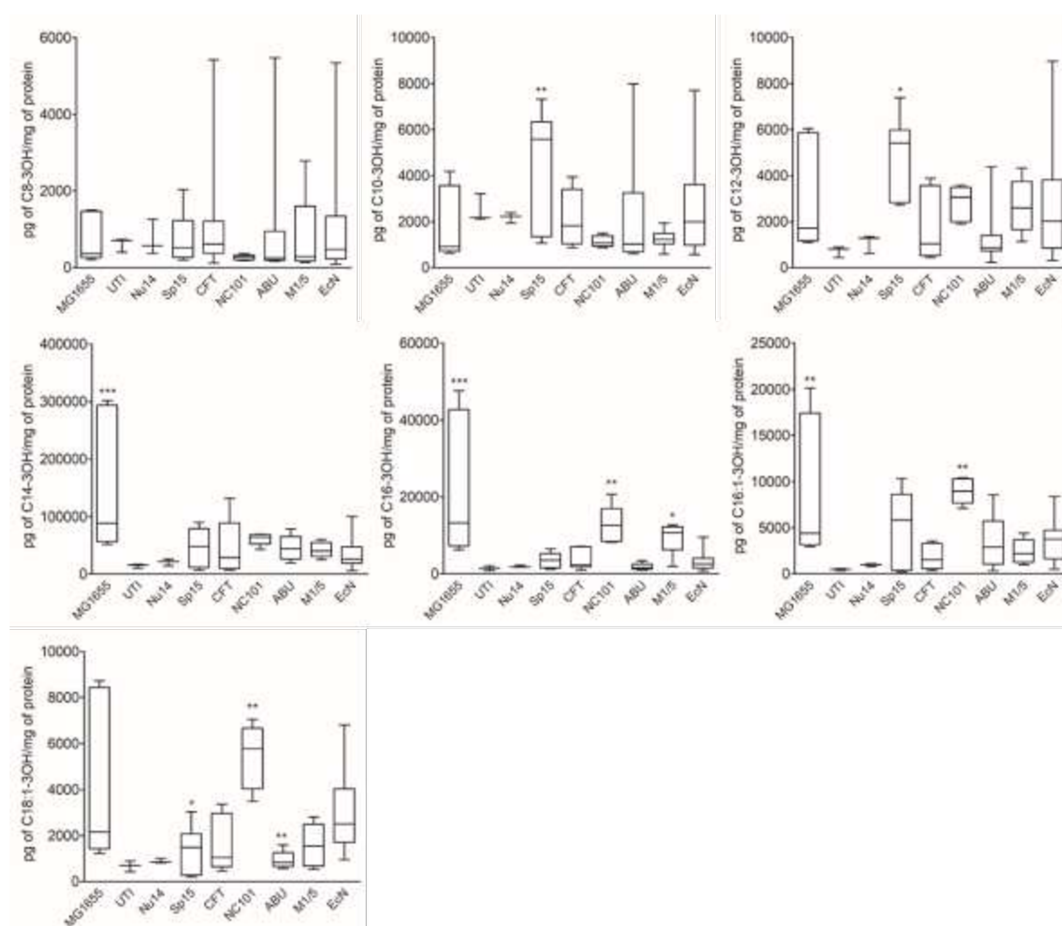 pg of C8-3OH/mg of protein
6000
4000
2000
0
MG1655 UTI Nu14 Sp15 CFT NC101 ABU M1/5 EcN
pg of C10-3OH/mg of protein
10000
8000
6000
4000
2000
0
**
MG1655 UTI Nu14 Sp15 CFT NC101 ABU M1/5 EcN
pg of C12-3OH/mg of protein
10000
8000
6000
4000
2000
0
*
MG1655 UTI Nu14 Sp15 CFT NC101 ABU M1/5 EcN
pg of C14-3OH/mg of protein
400000
300000
200000
100000
0
***
MG1655 UTI Nu14 Sp15 CFT NC101 ABU M1/5 EcN
pg of C16-3OH/mg of protein
60000
40000
20000
0
*** ** *
MG1655 UTI Nu14 Sp15 CFT NC101 ABU M1/5 EcN
pg of C16:1-3OH/mg of protein
25000
20000
15000
10000
5000
0
** **
MG1655 UTI Nu14 Sp15 CFT NC101 ABU M1/5 EcN
pg of C18:1-3OH/mg of protein
10000
8000
6000
4000
2000
0
* ** **
MG1655 UTI Nu14 Sp15 CFT NC101 ABU M1/5 EcN